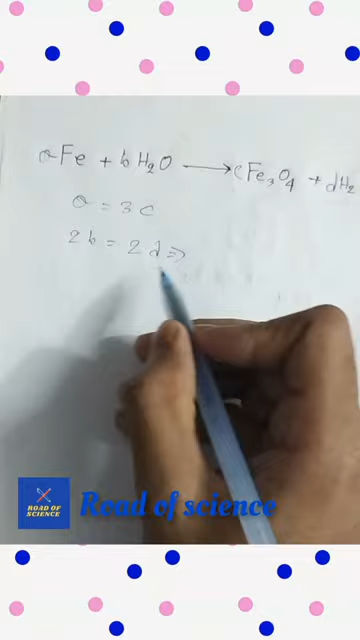 aFe + bH₂O ⟶ cFe₃O₄ + dH₂
a = 3c
2b = 2d ⇒
ROAD OF
SCIENCE
Road of science